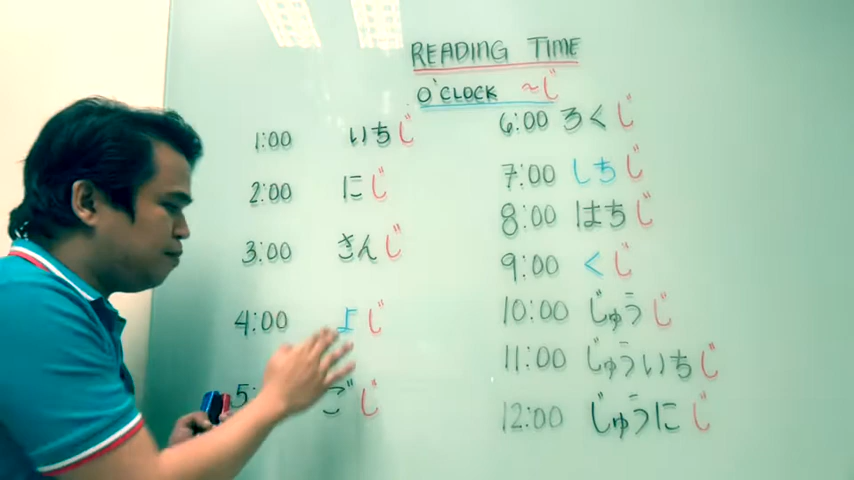 READING TIME
O'CLOCK ~じ
1:00 いちじ
2:00 にじ
3:00 さんじ
4:00 よじ
5: ごじ
6:00 ろくじ
7:00 しちじ
8:00 はちじ
9:00 くじ
10:00 じゅうじ
11:00 じゅういちじ
12:00 じゅうにじ